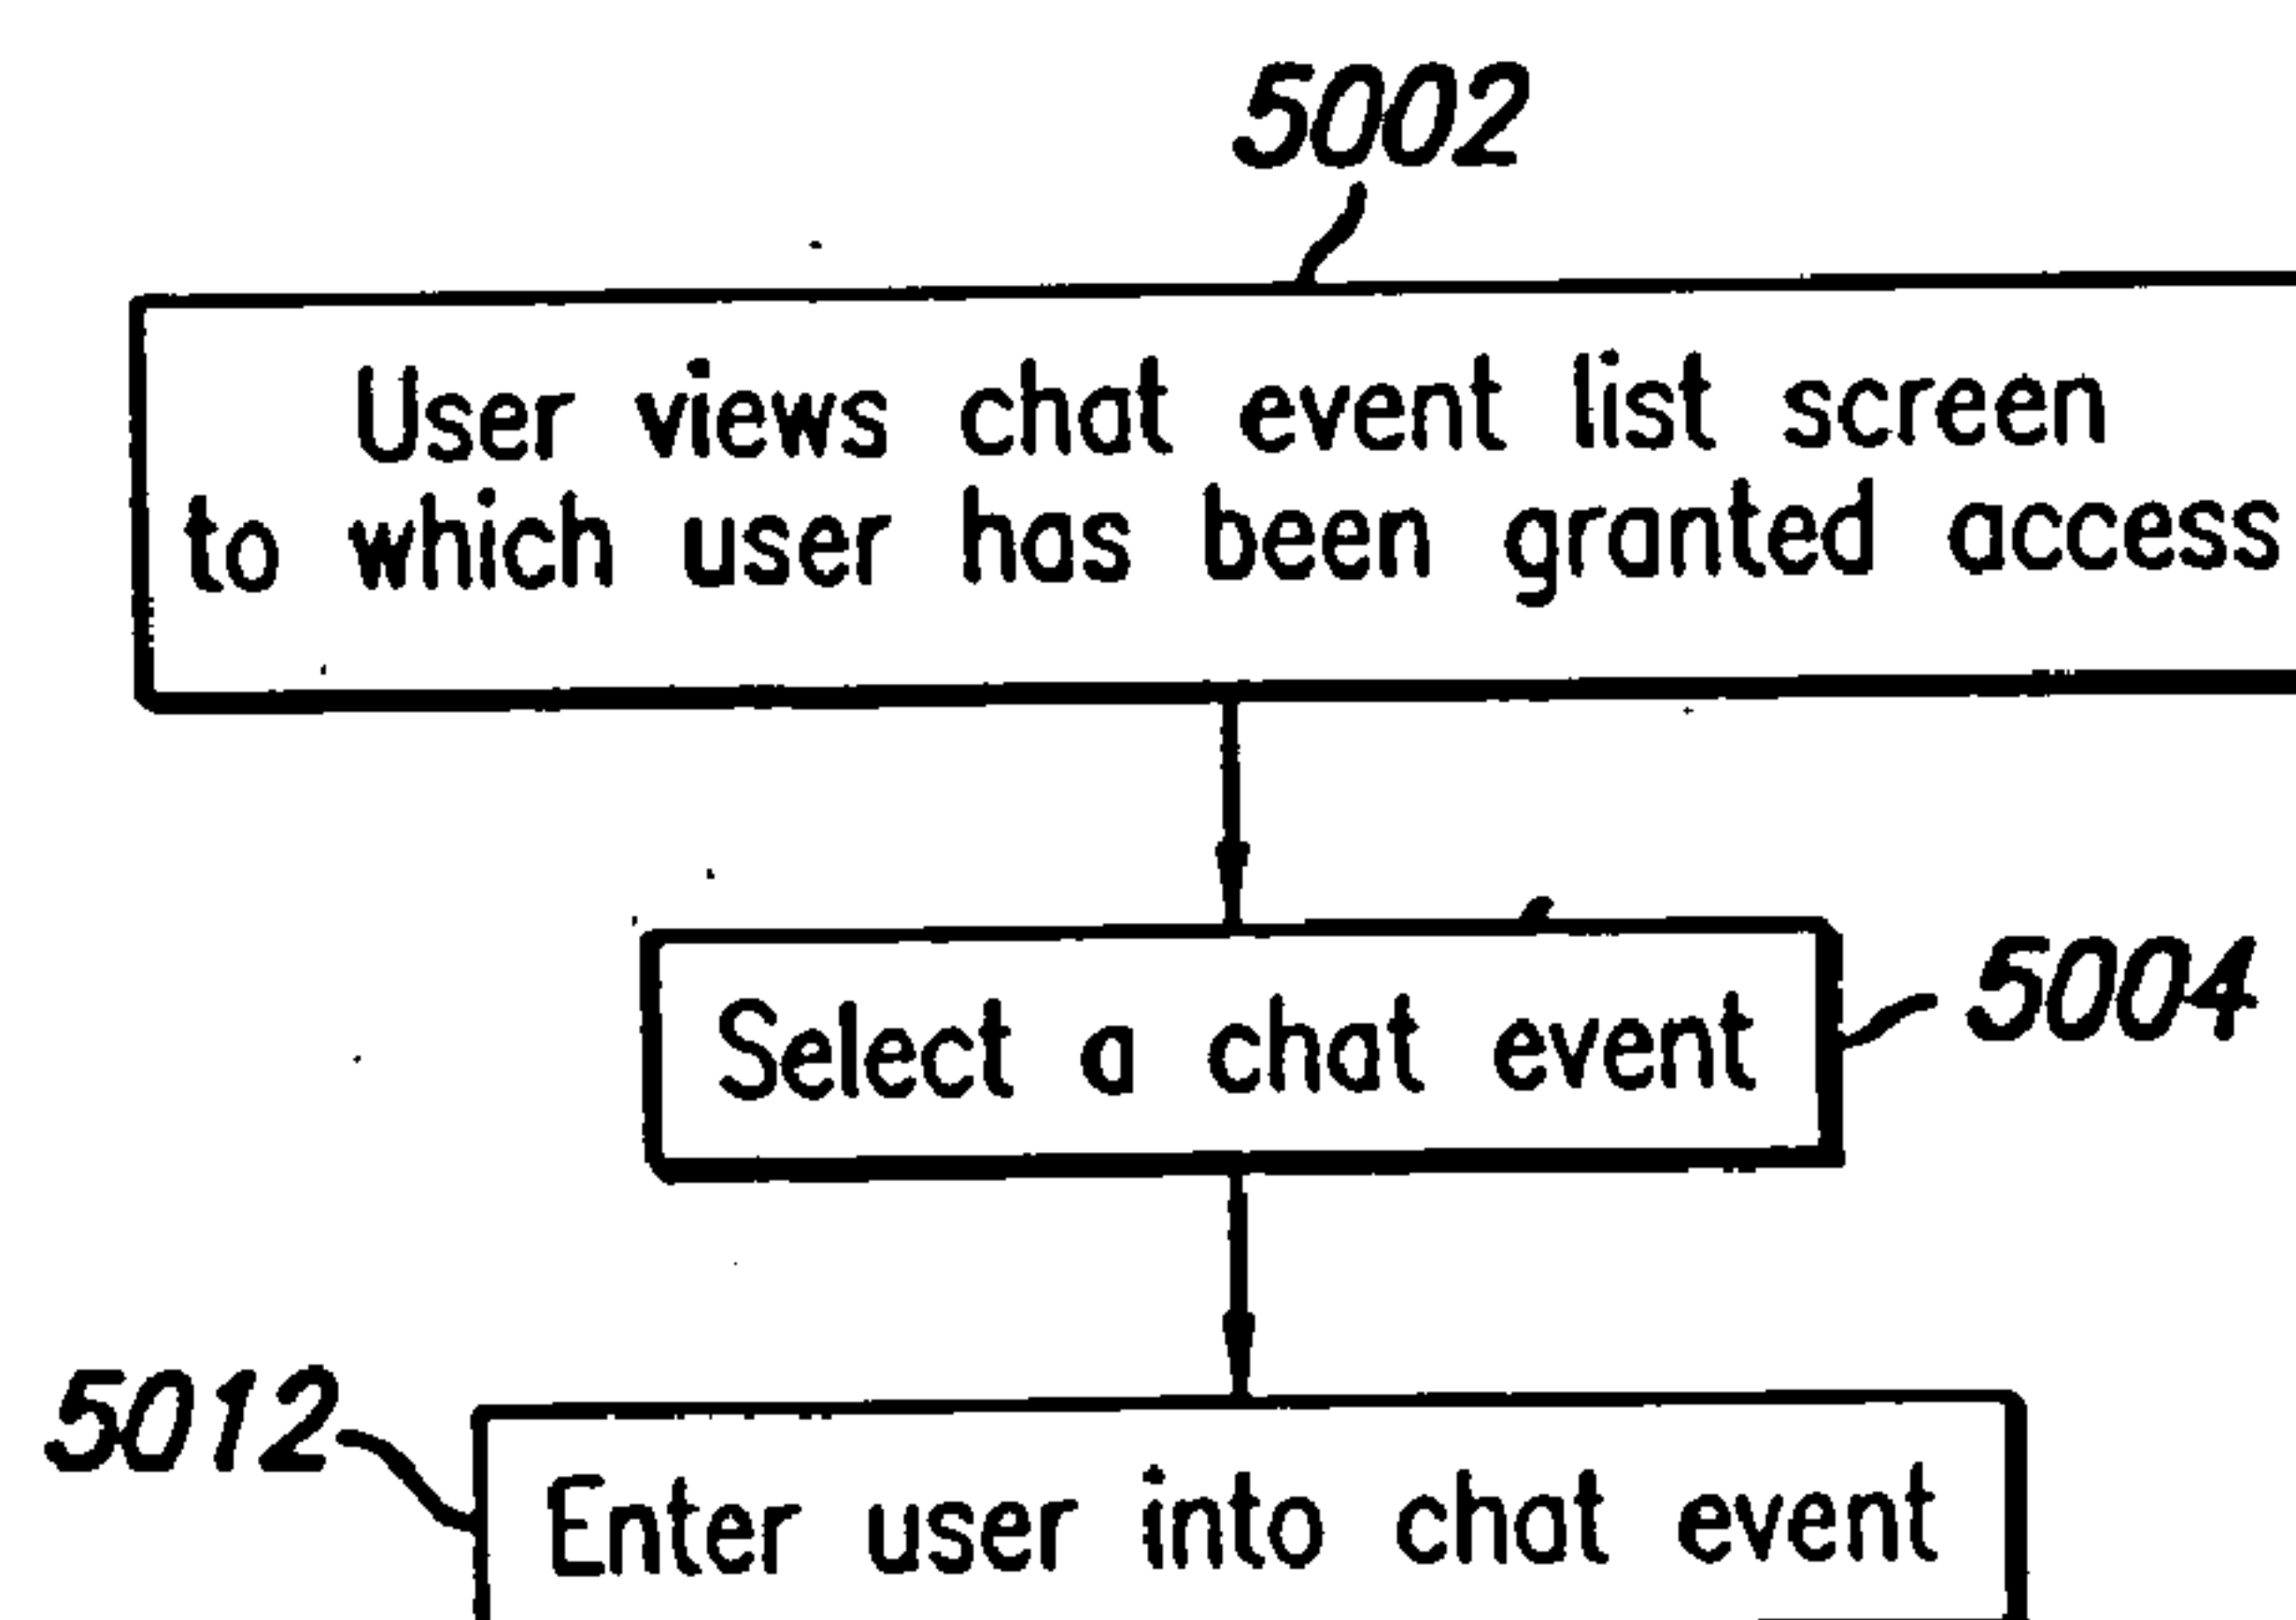 5002
User views chat event list screen
to which user has been granted access
Select a chat event
5004
5012
Enter user into chat event